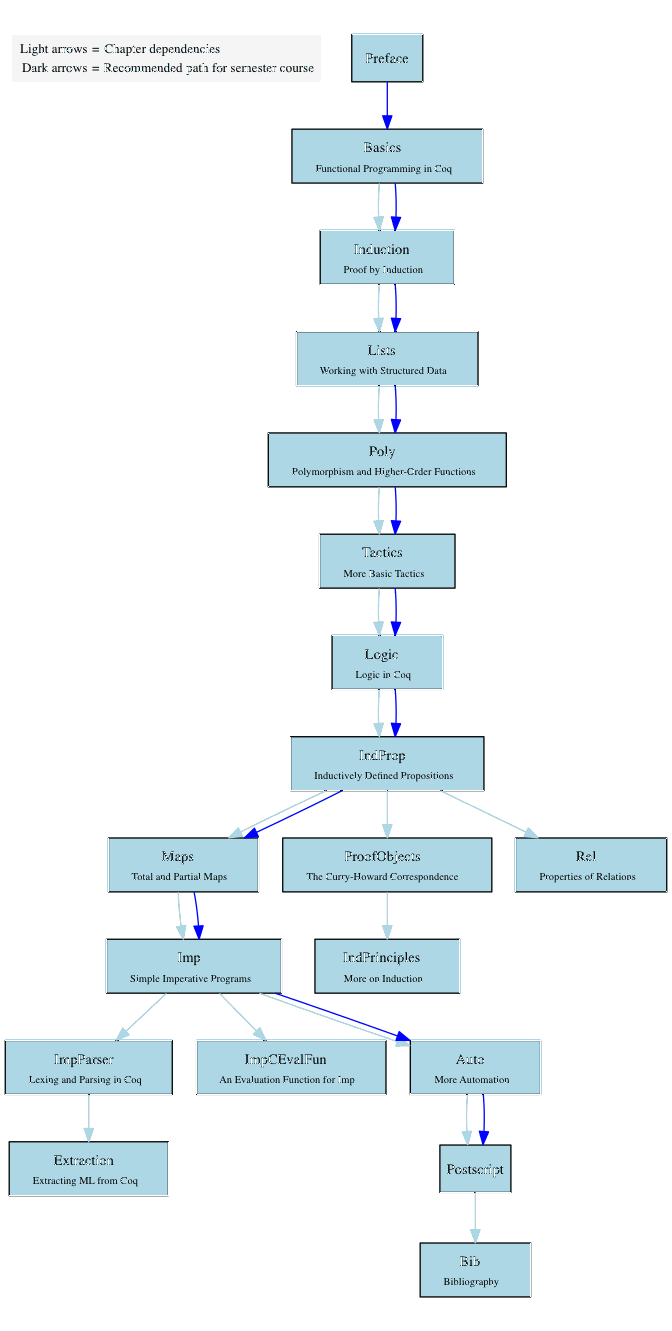 Light arrows = Chapter dependencies
Dark arrows = Recommended path for semester course
Preface
Basics
Functional Programming in Coq
Induction
Proof by Induction
Lists
Working with Structured Data
Poly
Polymorphism and Higher-Order Functions
Tactics
More Basic Tactics
Logic
Logic in Coq
IndProp
Inductively Defined Propositions
Maps
Total and Partial Maps
ProofObjects
The Curry-Howard Correspondence
Rel
Properties of Relations
Imp
Simple Imperative Programs
IndPrinciples
More on Induction
ImpParser
Lexing and Parsing in Coq
ImpCEvalFun
An Evaluation Function for Imp
Auto
More Automation
Extraction
Extracting ML from Coq
Postscript
Bib
Bibliography